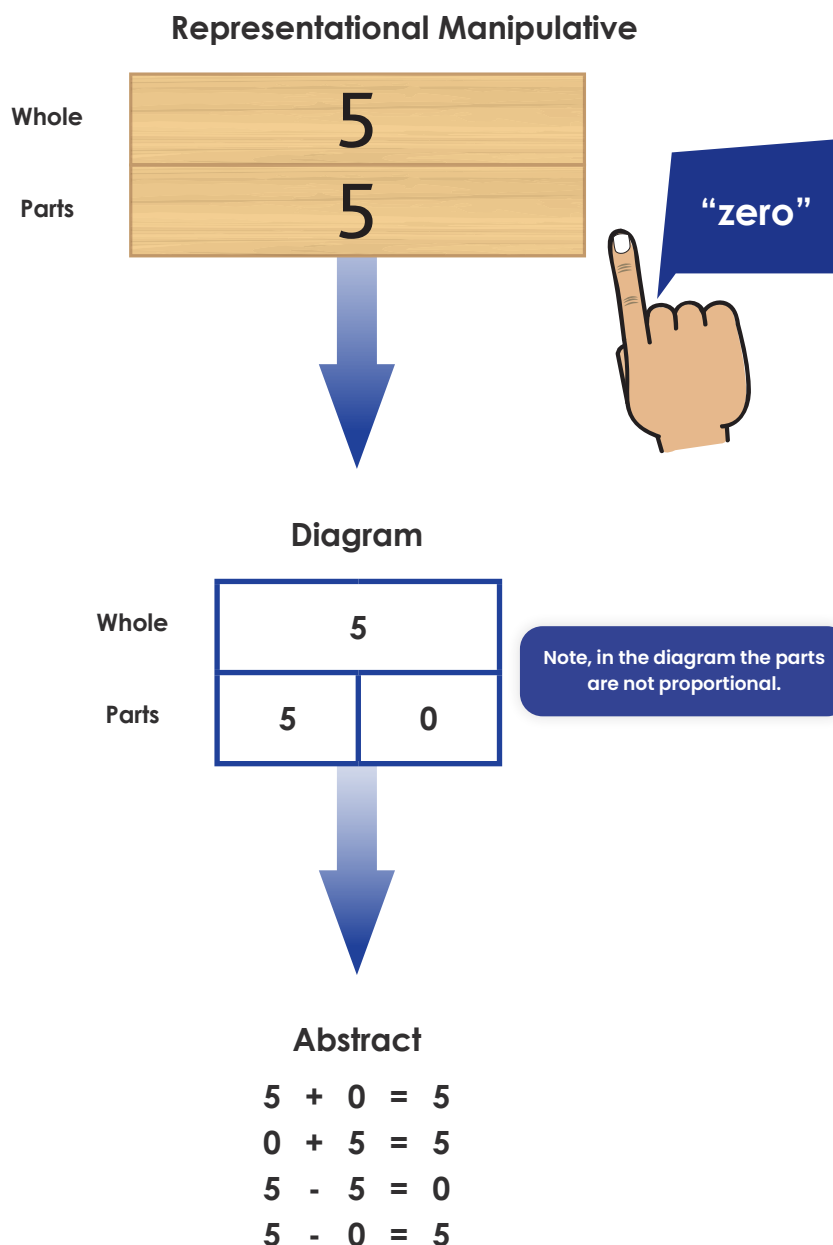 Representational Manipulative
Whole
5
Parts
5
“zero”
Diagram
Whole
5
Parts
5 0
Note, in the diagram the parts
are not proportional.
Abstract
5 + 0 = 5
0 + 5 = 5
5 - 5 = 0
5 - 0 = 5